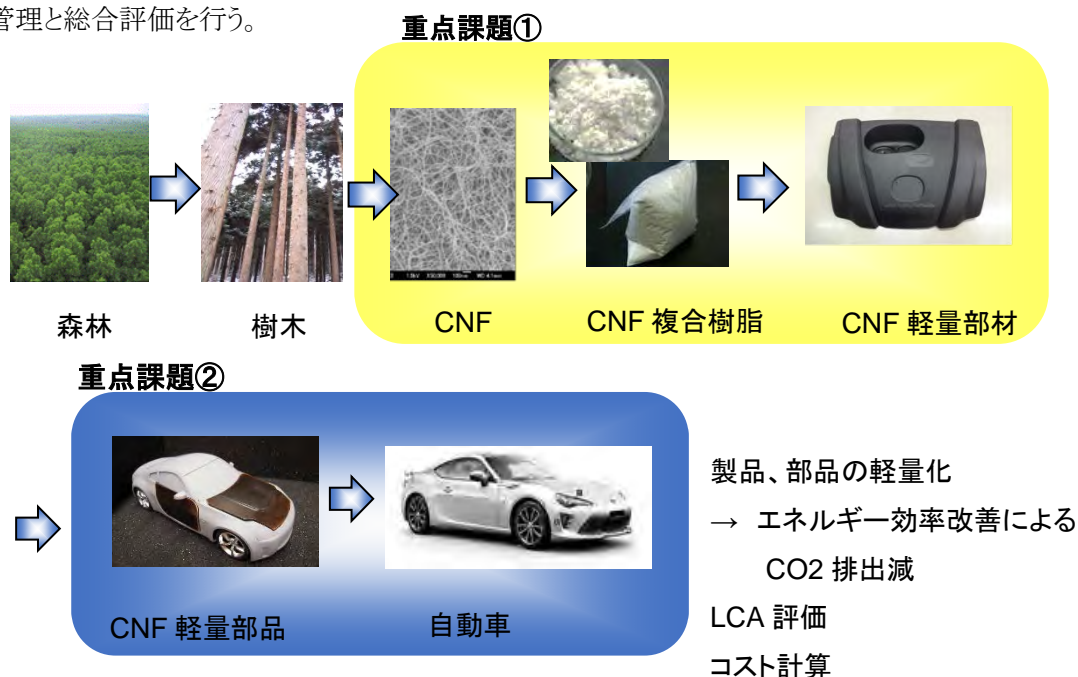 管理と総合評価を行う。
重点課題①
森林
樹木
CNF
CNF 複合樹脂
CNF 軽量部材
重点課題②
CNF 軽量部品
自動車
製品、部品の軽量化
→ エネルギー効率改善による
CO2 排出減
LCA 評価
コスト計算